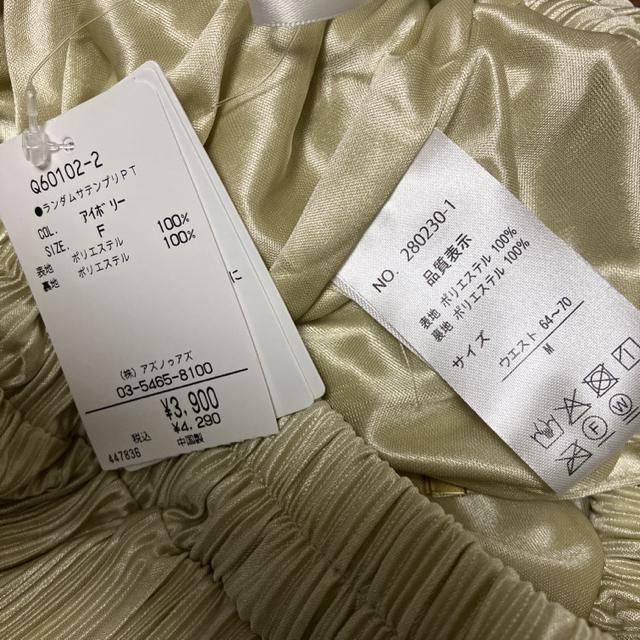 Q60102-2
●ランダムサテンプリPT
COL. アイボリー
SIZE. F
表地 ポリエステル 100%
裏地 ポリエステル 100%
(株) アズノゥアズ
03-5465-8100
¥3,900
税込 ¥4,290
447836 中国製
に
NO. 280230-1
品質表示
表地 ポリエステル 100%
裏地 ポリエステル 100%
サイズ
ウエスト 64~70
M
F
W